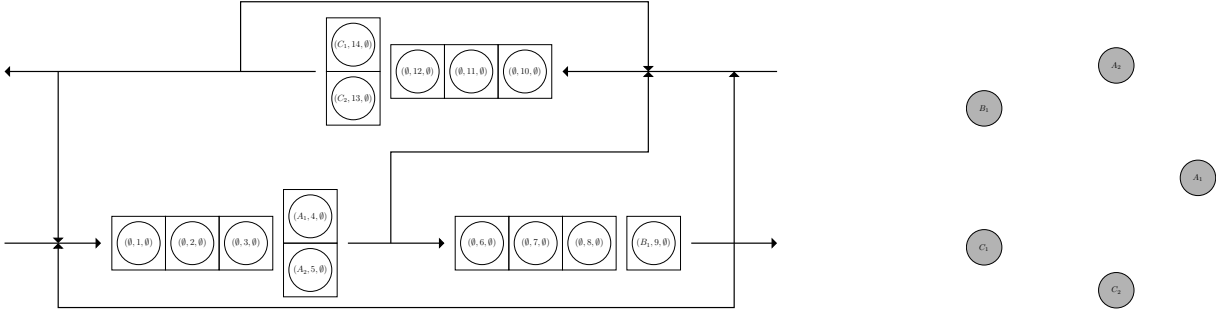 (C₁, 14, ∅)
(∅, 12, ∅) (∅, 11, ∅) (∅, 10, ∅)
(C₂, 13, ∅)
(A₁, 4, ∅)
(∅, 1, ∅) (∅, 2, ∅) (∅, 3, ∅)
(A₂, 5, ∅)
(∅, 6, ∅) (∅, 7, ∅) (∅, 8, ∅) (B₁, 9, ∅)
A₂
B₁
A₁
C₁
C₂